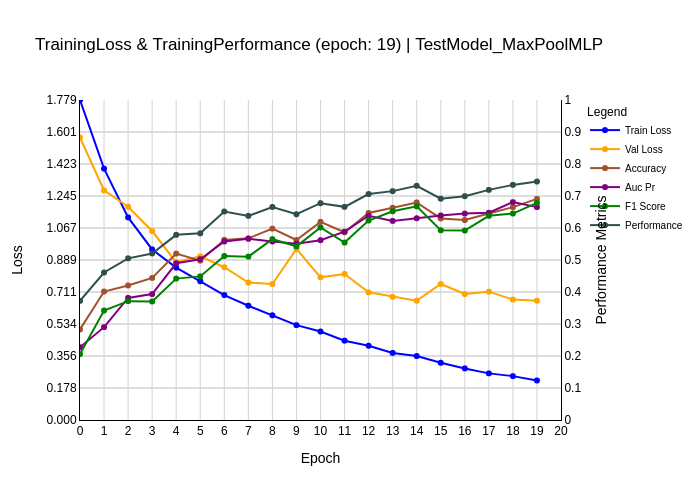 TrainingLoss & TrainingPerformance (epoch: 19) | TestModel_MaxPoolMLP
1.779
1.601
1.423
1.245
1.067
0.889
0.711
0.534
0.356
0.178
0.000
Loss
0 1 2 3 4 5 6 7 8 9 10 11 12 13 14 15 16 17 18 19 20
Epoch
1
0.9
0.8
0.7
0.6
0.5
0.4
0.3
0.2
0.1
0
Performance Metrics
Legend
Train Loss
Val Loss
Accuracy
Auc Pr
F1 Score
Performance